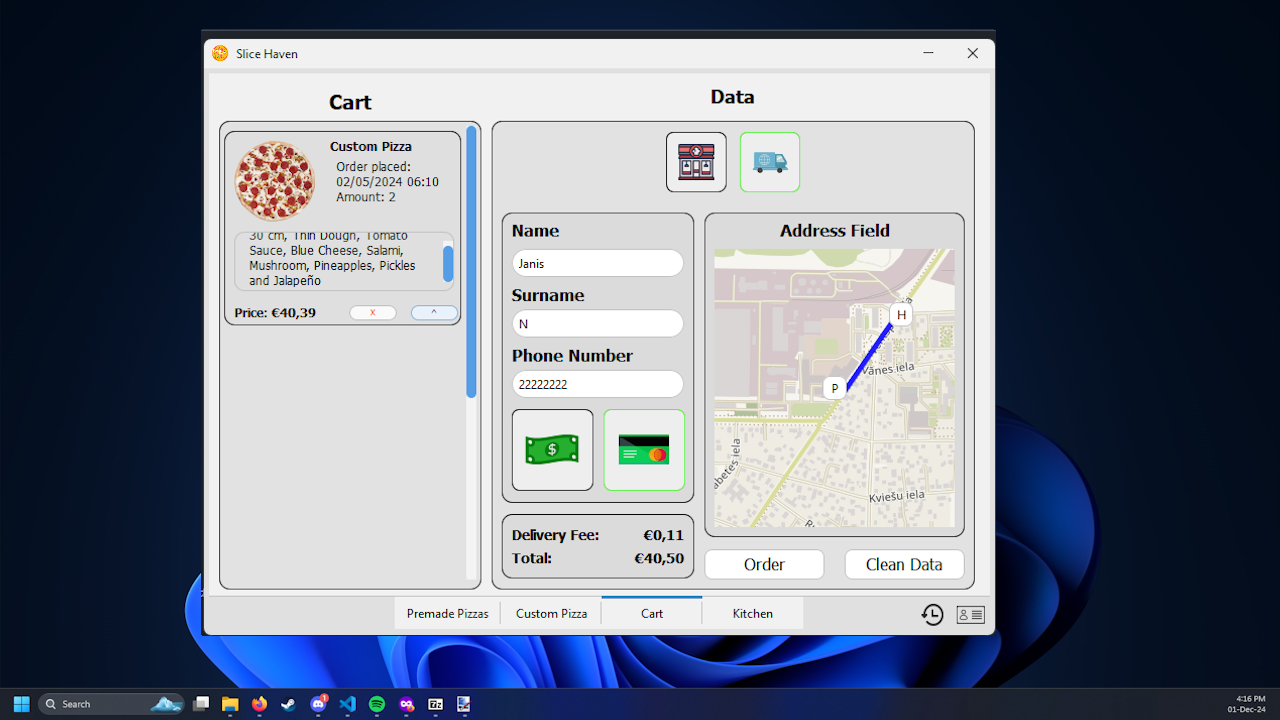 Slice Haven
Cart
Custom Pizza
Order placed:
02/05/2024 06:10
Amount: 2
30 cm, Thin Dough, Tomato
Sauce, Blue Cheese, Salami,
Mushroom, Pineapples, Pickles
and Jalapeño
Price: €40,39
X
^
Data
Name
Janis
Surname
N
Phone Number
22222222
$
Delivery Fee: €0,11
Total: €40,50
Address Field
H
P
Vānes iela
Kviešu iela
Order
Clean Data
Premade Pizzas
Custom Pizza
Cart
Kitchen
Search
1
7z
4:16 PM
01-Dec-24